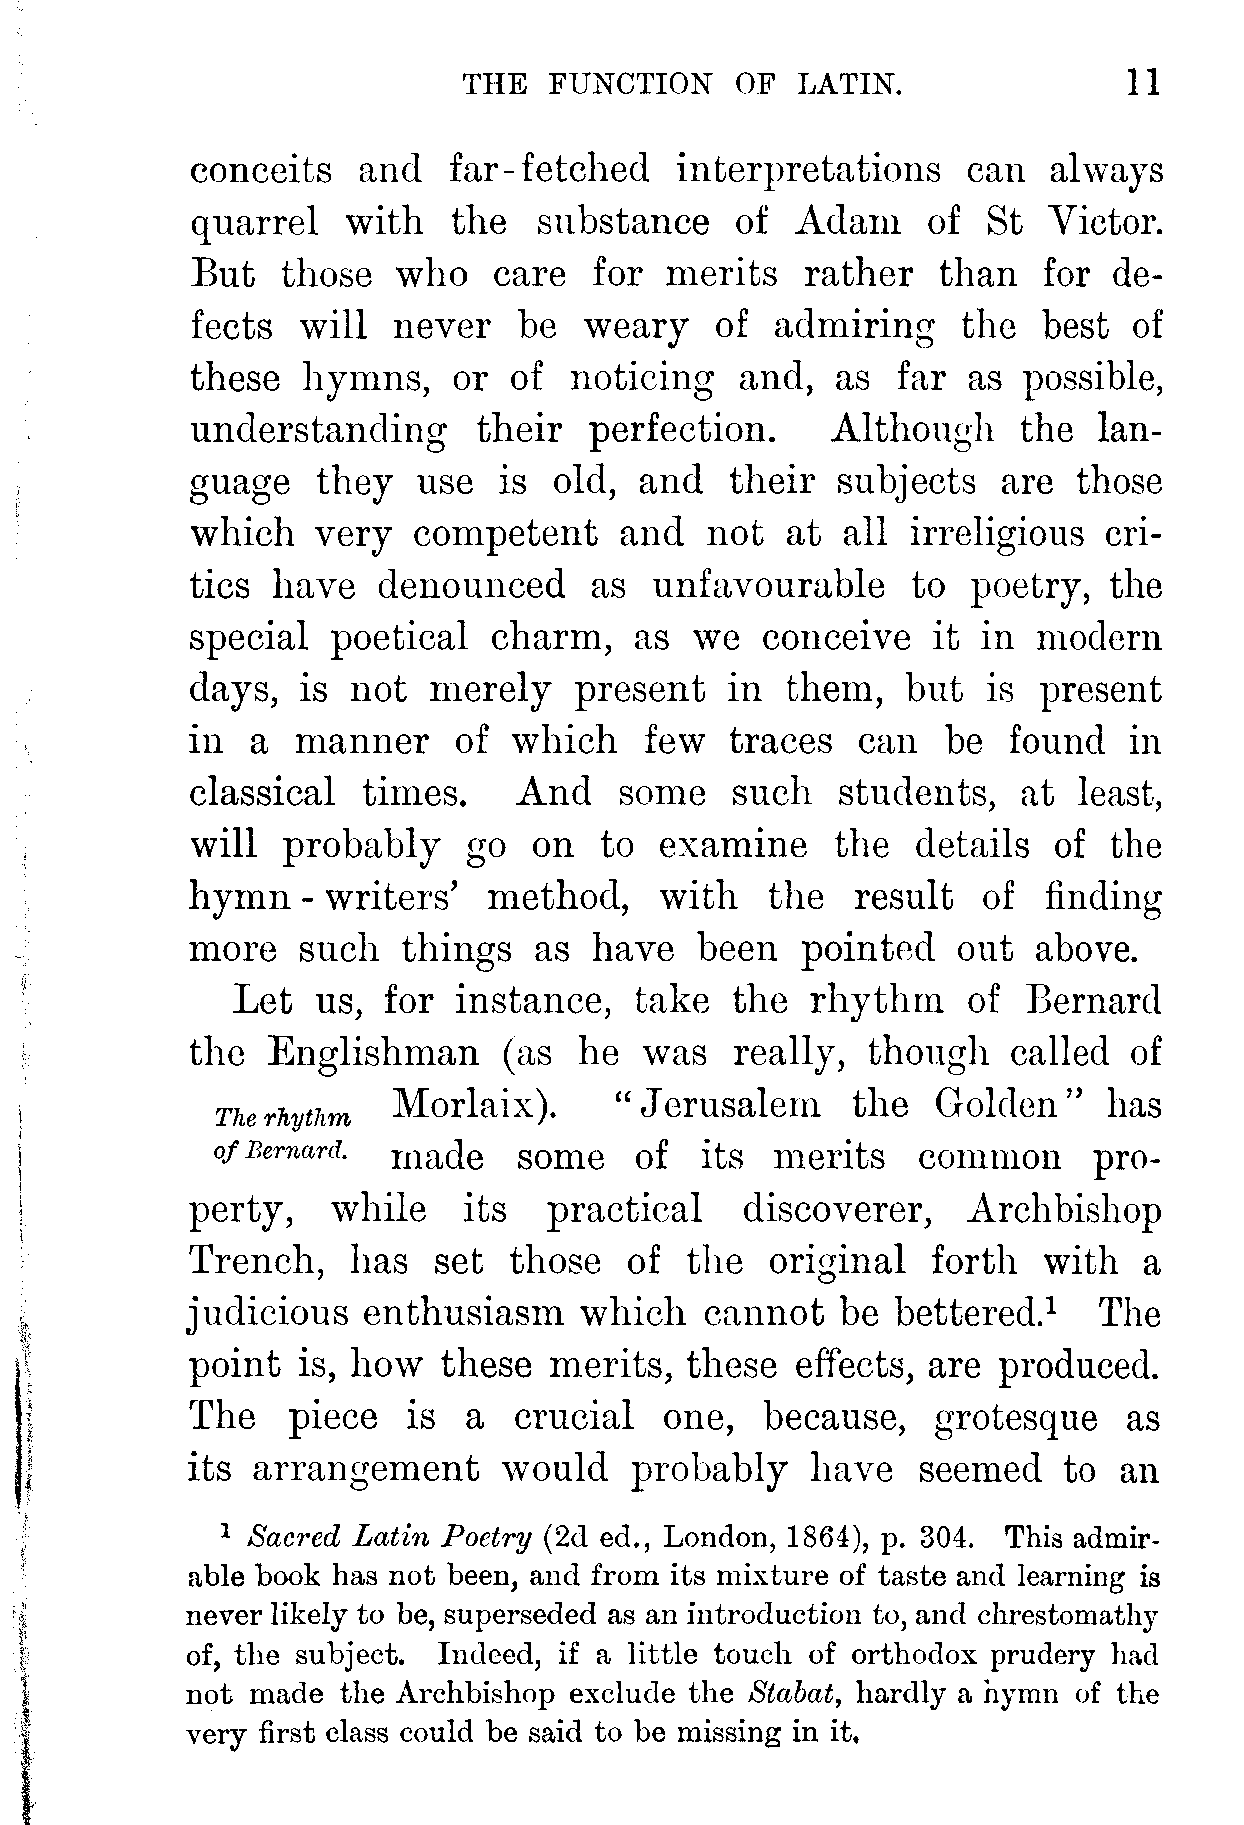 THE FUNCTION OF LATIN. 11
conceits and far-fetched interpretations can always
quarrel with the substance of Adam of St Victor.
But those who care for merits rather than for de-
fects will never be weary of admiring the best of
these hymns, or of noticing and, as far as possible,
understanding their perfection. Although the lan-
guage they use is old, and their subjects are those
which very competent and not at all irreligious cri-
tics have denounced as unfavourable to poetry, the
special poetical charm, as we conceive it in modern
days, is not merely present in them, but is present
in a manner of which few traces can be found in
classical times. And some such students, at least,
will probably go on to examine the details of the
hymn-writers' method, with the result of finding
more such things as have been pointed out above.
Let us, for instance, take the rhythm of Bernard
the Englishman (as he was really, though called of
The rhythm
of Bernard.
Morlaix). "Jerusalem the Golden" has
made some of its merits common pro-
perty, while its practical discoverer, Archbishop
Trench, has set those of the original forth with a
judicious enthusiasm which cannot be bettered.¹ The
point is, how these merits, these effects, are produced.
The piece is a crucial one, because, grotesque as
its arrangement would probably have seemed to an
¹ Sacred Latin Poetry (2d ed., London, 1864), p. 304. This admir-
able book has not been, and from its mixture of taste and learning is
never likely to be, superseded as an introduction to, and chrestomathy
of, the subject. Indeed, if a little touch of orthodox prudery had
not made the Archbishop exclude the Stabat, hardly a hymn of the
very first class could be said to be missing in it.